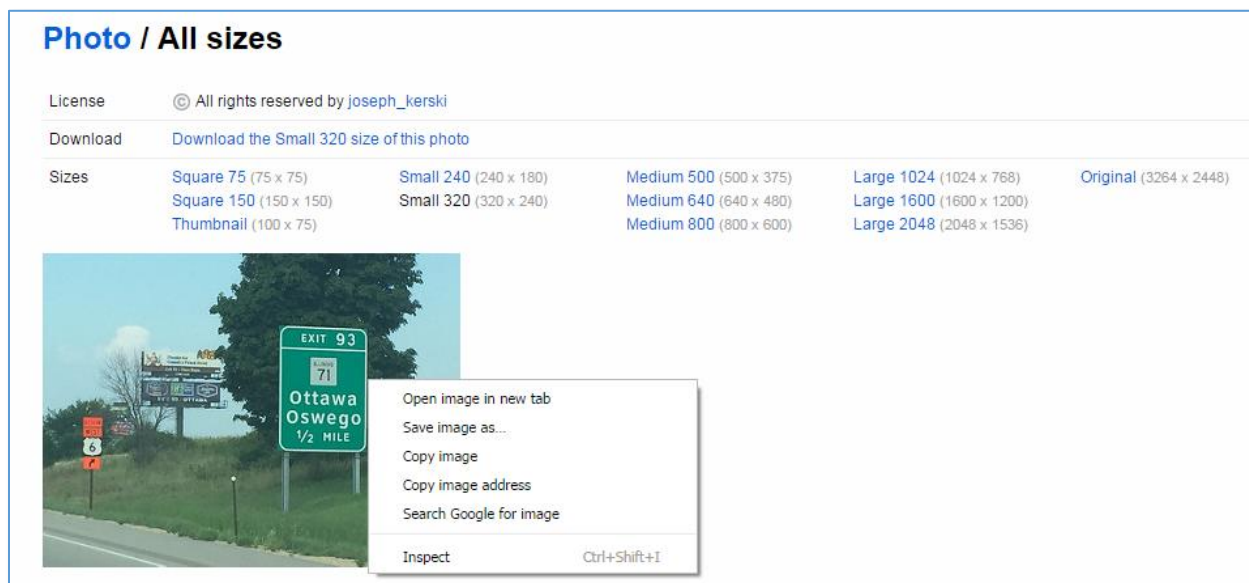 Photo / All sizes
License © All rights reserved by joseph_kerski
Download Download the Small 320 size of this photo
Sizes Square 75 (75 x 75) Small 240 (240 x 180) Medium 500 (500 x 375) Large 1024 (1024 x 768) Original (3264 x 2448)
Square 150 (150 x 150) Small 320 (320 x 240) Medium 640 (640 x 480) Large 1600 (1600 x 1200)
Thumbnail (100 x 75) Medium 800 (800 x 600) Large 2048 (2048 x 1536)
EXIT 93
ILLINOIS
71
Ottawa
Oswego
1/2 MILE
6
Open image in new tab
Save image as...
Copy image
Copy image address
Search Google for image
Inspect Ctrl+Shift+I